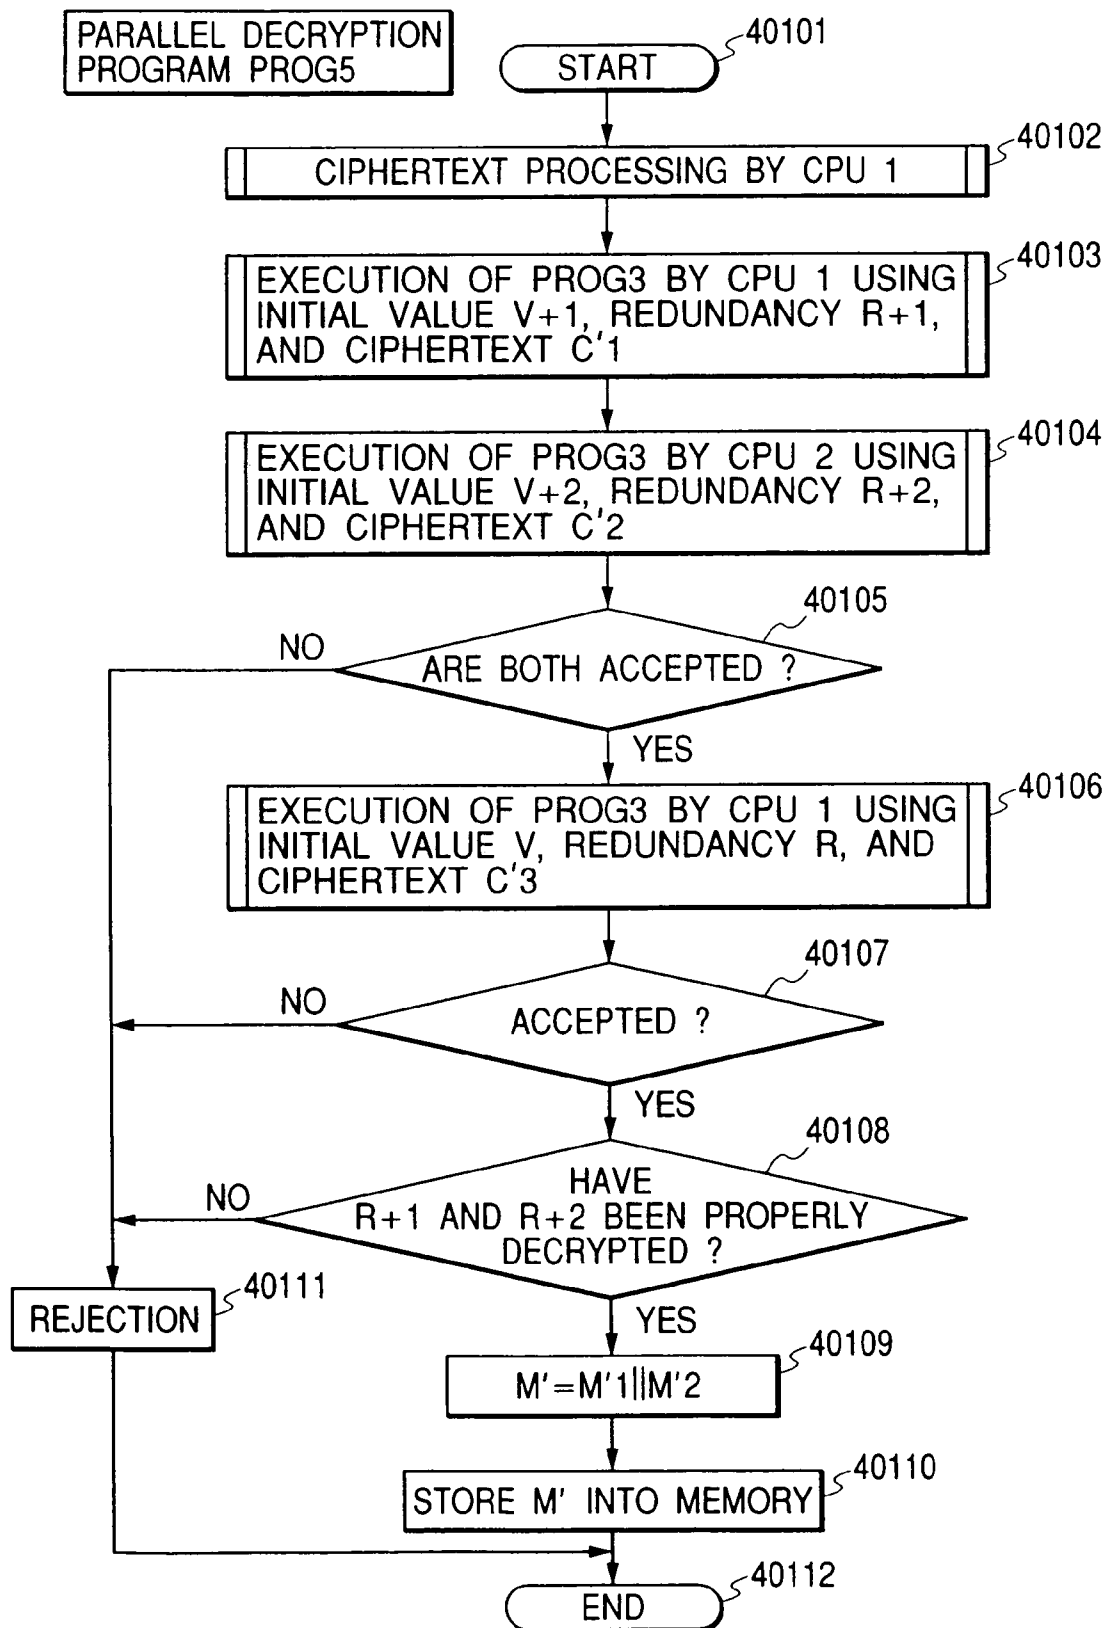 PARALLEL DECRYPTION
PROGRAM PROG5
START
40101
CIPHERTEXT PROCESSING BY CPU 1
40102
EXECUTION OF PROG3 BY CPU 1 USING
INITIAL VALUE V+1, REDUNDANCY R+1,
AND CIPHERTEXT C'1
40103
EXECUTION OF PROG3 BY CPU 2 USING
INITIAL VALUE V+2, REDUNDANCY R+2,
AND CIPHERTEXT C'2
40104
ARE BOTH ACCEPTED ?
40105
NO
YES
EXECUTION OF PROG3 BY CPU 1 USING
INITIAL VALUE V, REDUNDANCY R, AND
CIPHERTEXT C'3
40106
ACCEPTED ?
40107
NO
YES
HAVE
R+1 AND R+2 BEEN PROPERLY
DECRYPTED ?
40108
NO
YES
REJECTION
40111
M'=M'1||M'2
40109
STORE M' INTO MEMORY
40110
END
40112